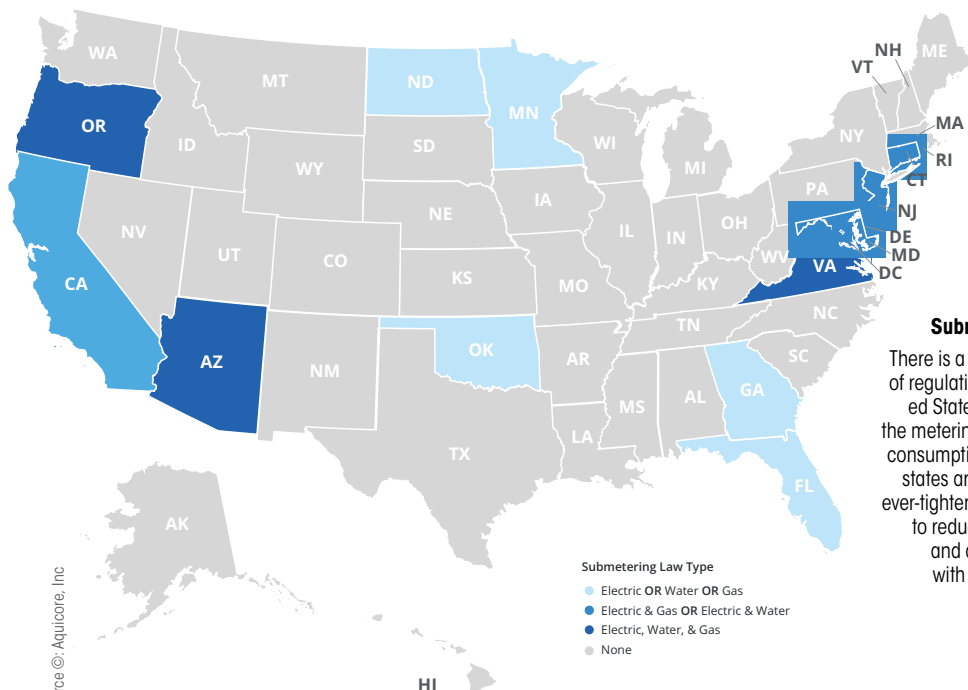 WA
MT
ND
MN
OR
ID
SD
WI
WY
MI
NY
VT
NH
ME
MA
RI
CT
NJ
PA
DE
MD
DC
NE
IA
NV
UT
CO
IL
IN
OH
WV
VA
KS
MO
KY
CA
AZ
NM
OK
AR
TN
NC
SC
TX
LA
MS
AL
GA
FL
AK
HI
There is a
of regulati
ed State
the meterin
consumpti
states ar
ever-tighter
to redu
and
with
Submetering Law Type
Electric OR Water OR Gas
Electric & Gas OR Electric & Water
Electric, Water, & Gas
None
rce ©: Aquicore, Inc